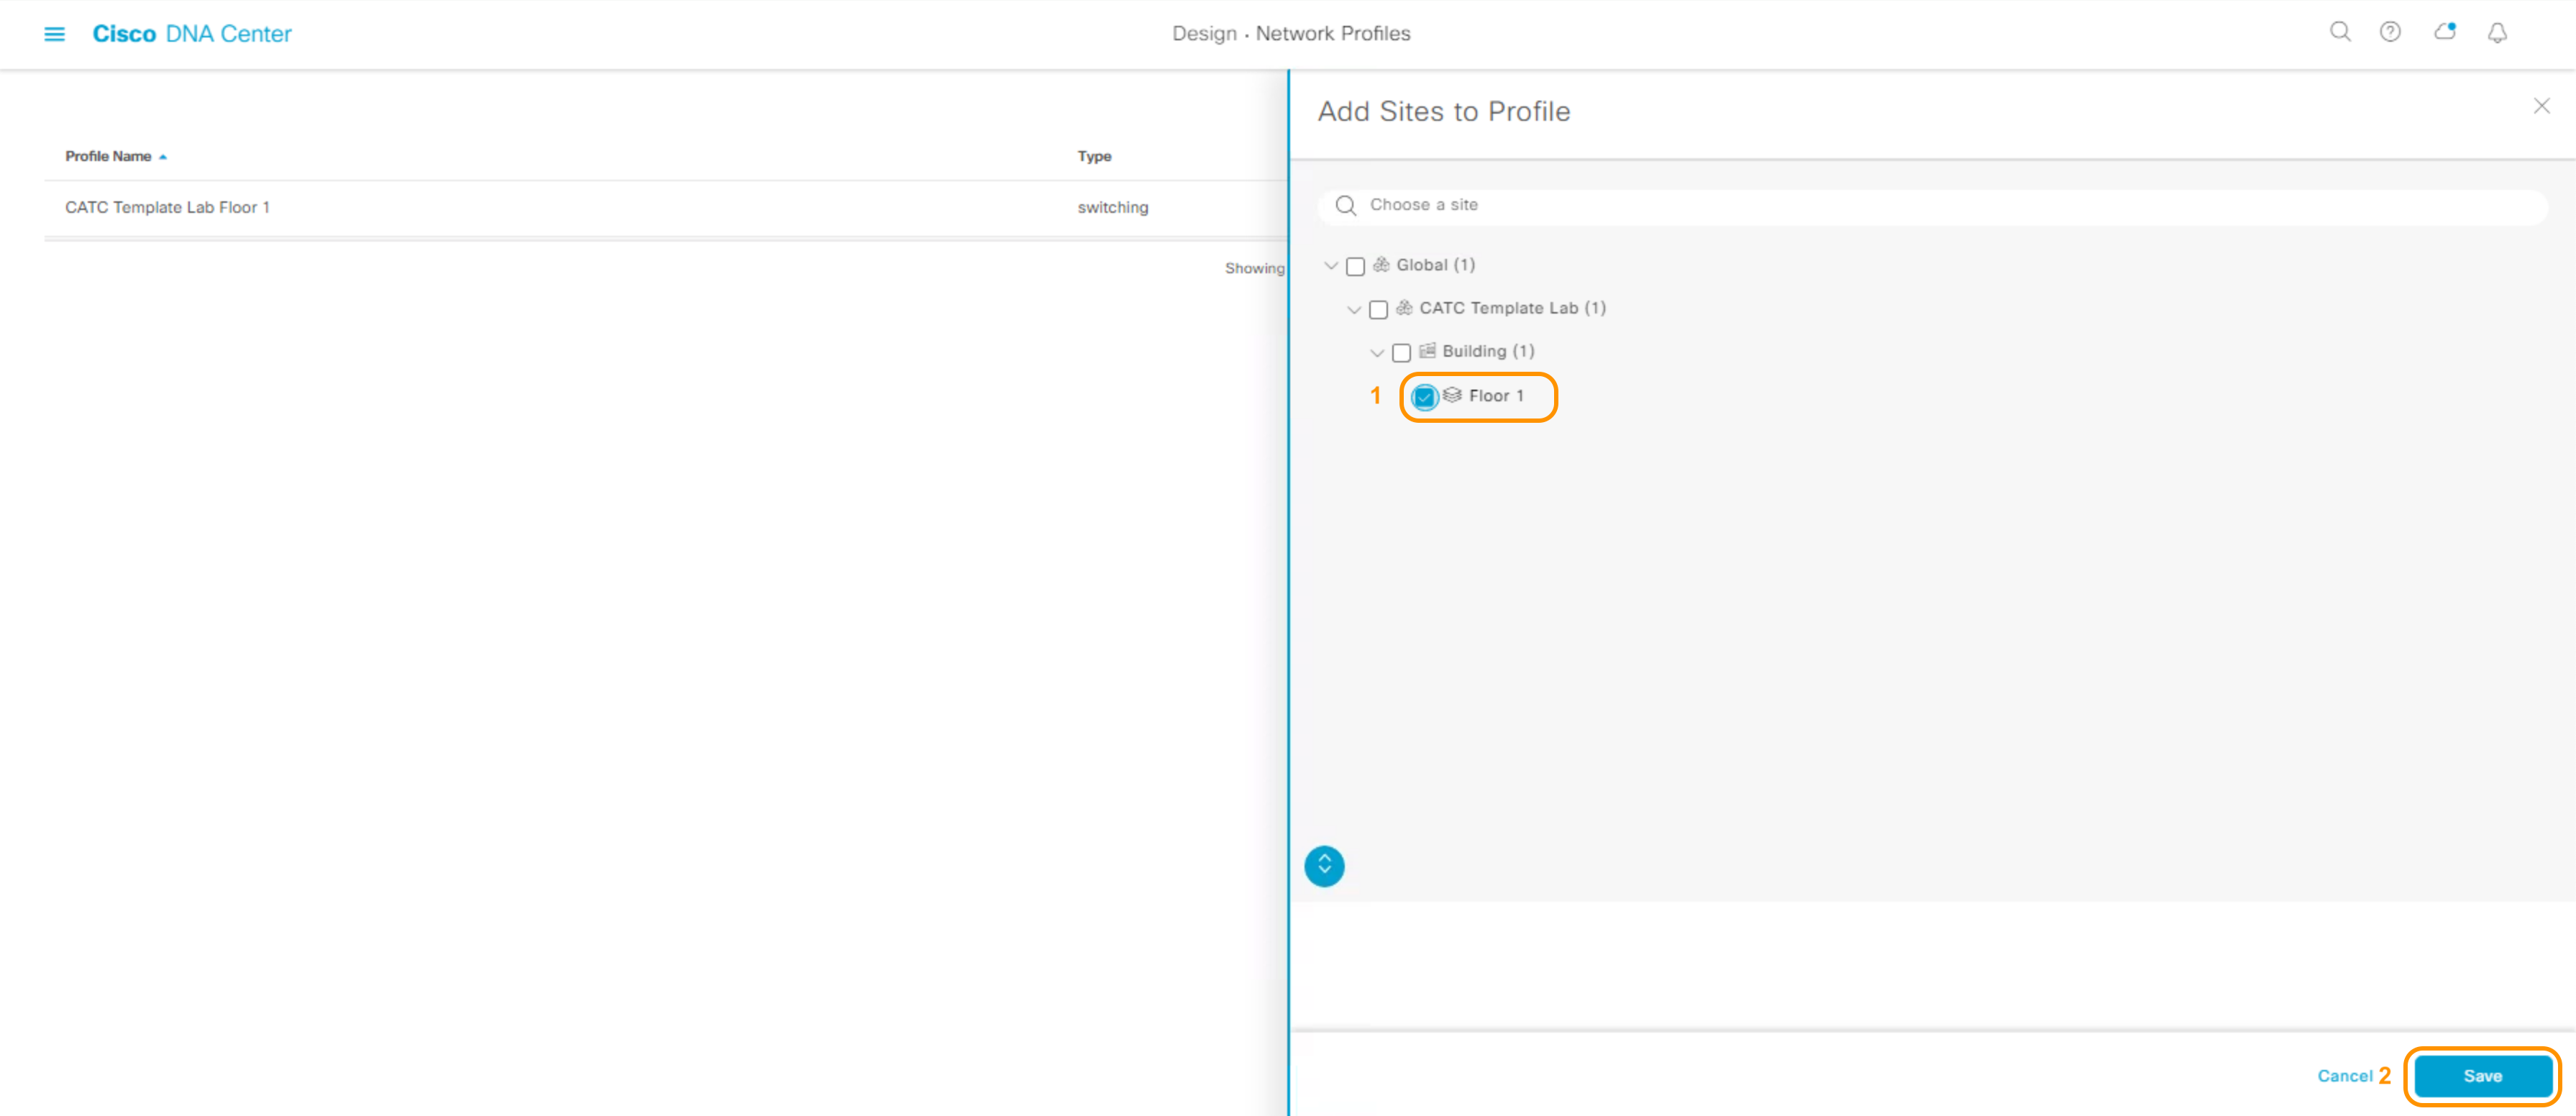 Cisco DNA Center
Design · Network Profiles
Profile Name
Type
CATC Template Lab Floor 1
switching
Showing
Add Sites to Profile
Choose a site
Global (1)
CATC Template Lab (1)
Building (1)
1 Floor 1
Cancel 2 Save